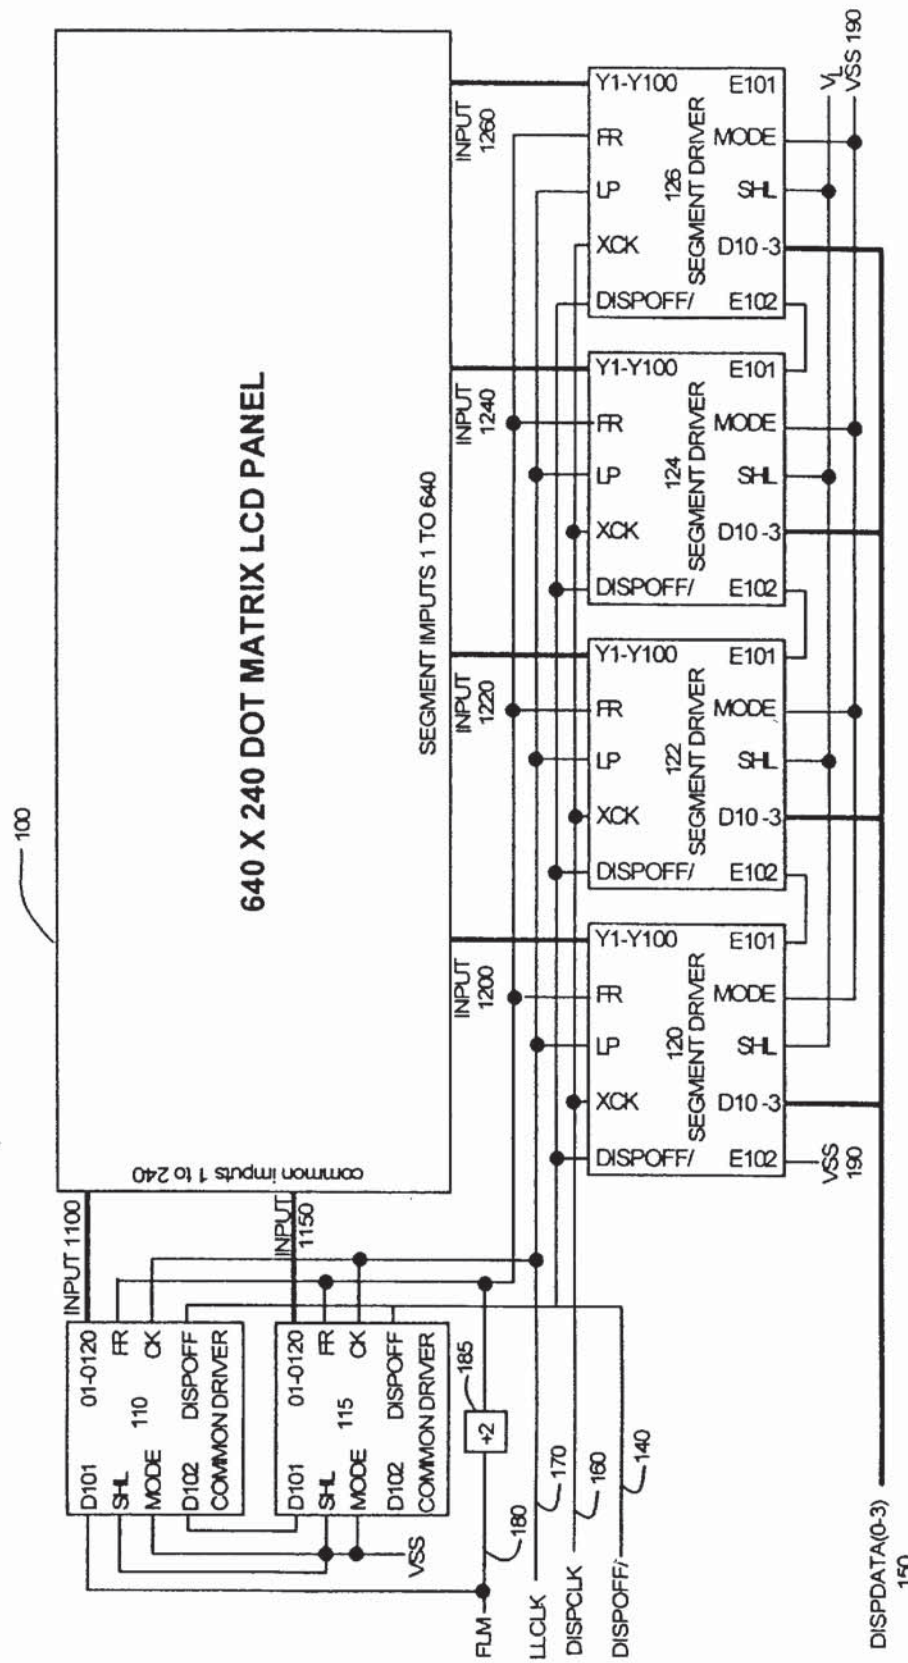 100
640 X 240 DOT MATRIX LCD PANEL
common imputs 1 to 240
SEGMENT IMPUTS 1 TO 640
INPUT 1100
INPUT
1150
INPUT
1200
INPUT
1220
INPUT
1240
INPUT
1260
D101 01-0120
SHL FR
110
MODE CK
D102 DISPOFF
COMMON DRIVER
D101 01-0120
SHL FR
115
MODE CK
D102 DISPOFF
COMMON DRIVER
VSS
FLM
180
+2
185
LLCLK
170
DISPCLK
160
DISPOFF/
140
DISPOFF/ XCK LP FR Y1-Y100
120
SEGMENT DRIVER
E102 D10-3 SHL MODE E101
DISPOFF/ XCK LP FR Y1-Y100
122
SEGMENT DRIVER
E102 D10-3 SHL MODE E101
DISPOFF/ XCK LP FR Y1-Y100
124
SEGMENT DRIVER
E102 D10-3 SHL MODE E101
DISPOFF/ XCK LP FR Y1-Y100
126
SEGMENT DRIVER
E102 D10-3 SHL MODE E101
VSS
190
VL
VSS 190
DISPDATA(0-3)
150